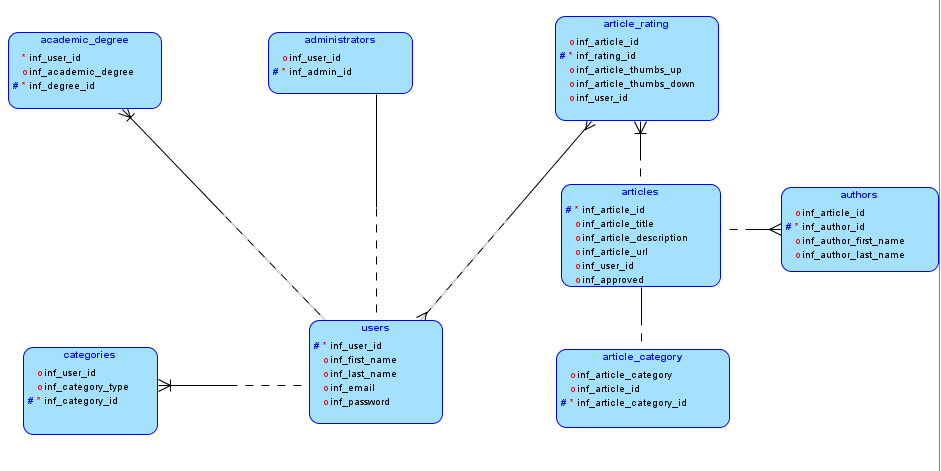 academic_degree
* inf_user_id
o inf_academic_degree
# * inf_degree_id
administrators
o inf_user_id
# * inf_admin_id
article_rating
o inf_article_id
# * inf_rating_id
o inf_article_thumbs_up
o inf_article_thumbs_down
o inf_user_id
articles
# * inf_article_id
o inf_article_title
o inf_article_description
o inf_article_url
o inf_user_id
o inf_approved
authors
o inf_article_id
# * inf_author_id
o inf_author_first_name
o inf_author_last_name
categories
o inf_user_id
o inf_category_type
# * inf_category_id
users
# * inf_user_id
o inf_first_name
o inf_last_name
o inf_email
o inf_password
article_category
o inf_article_category
o inf_article_id
# * inf_article_category_id